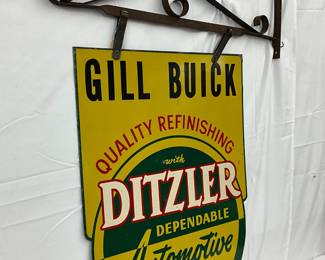 GILL BUICK
QUALITY REFINISHING
with
DITZLER
DEPENDABLE
Automotive